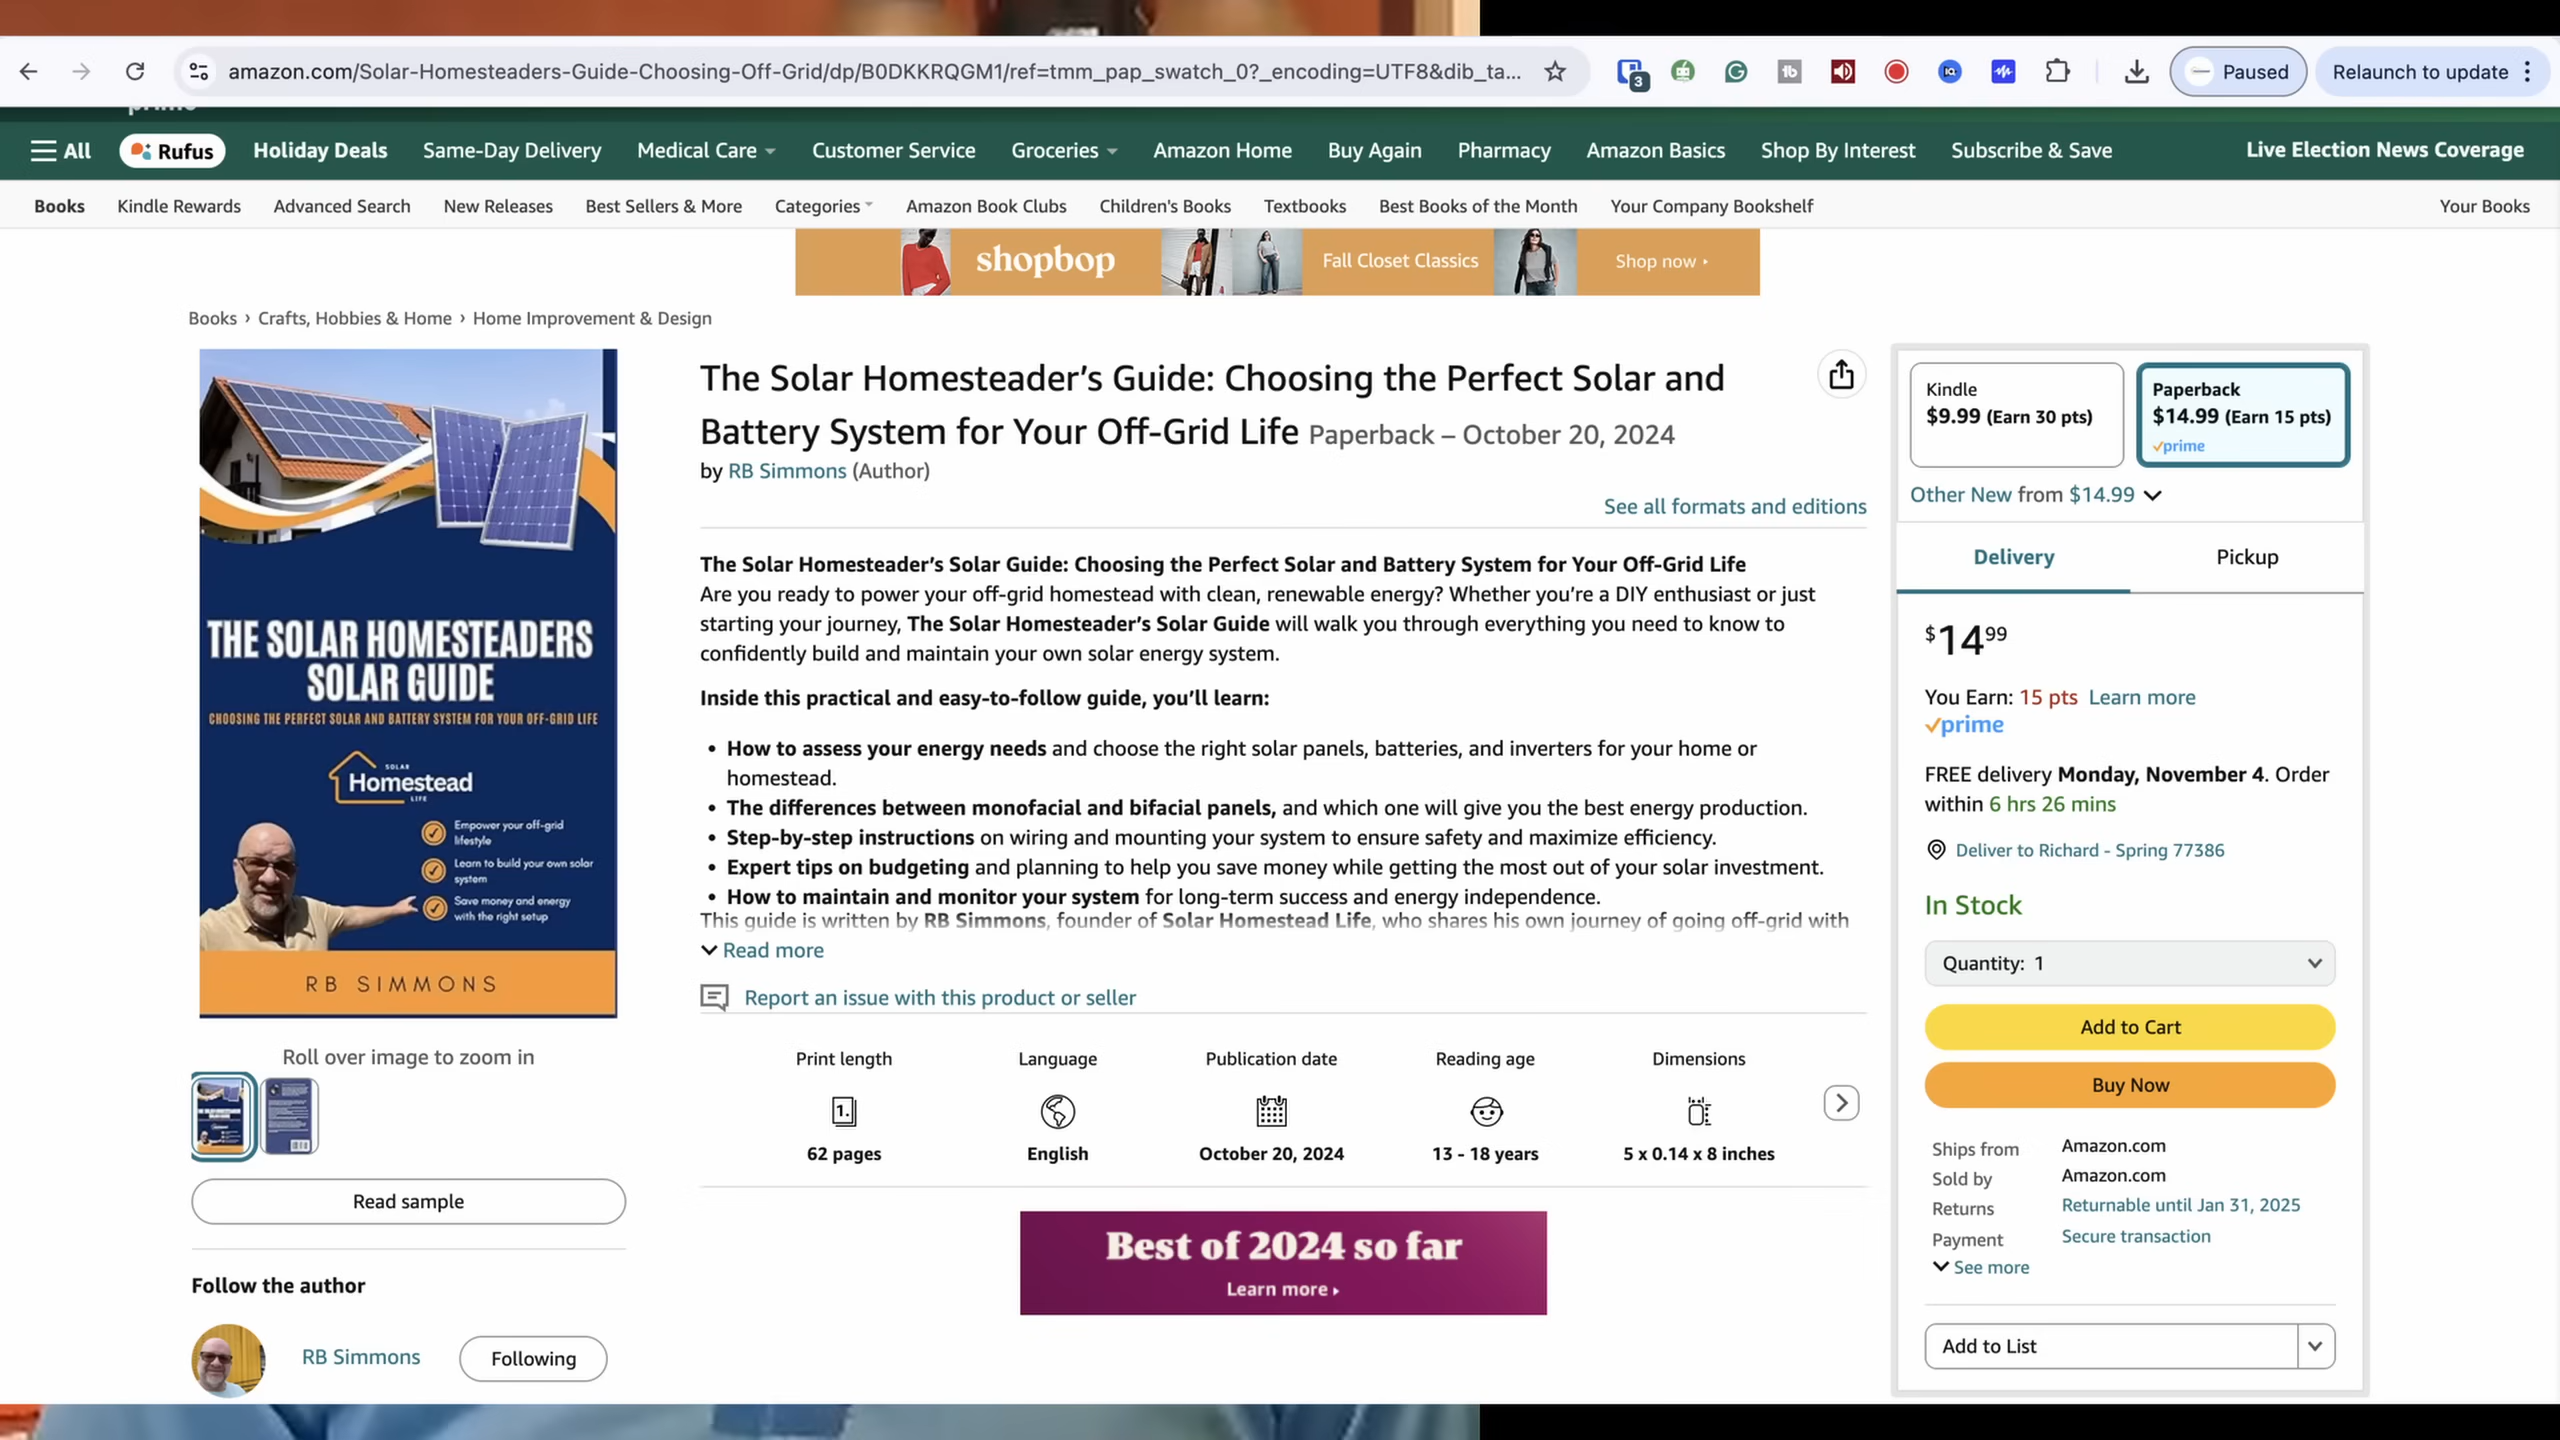 amazon.com/Solar-Homesteaders-Guide-Choosing-Off-Grid/dp/B0DKKRQGM1/ref=tmm_pap_swatch_0?_encoding=UTF8&dib_ta...
3
Paused
Relaunch to update
prime
All
Rufus
Holiday Deals
Same-Day Delivery
Medical Care
Customer Service
Groceries
Amazon Home
Buy Again
Pharmacy
Amazon Basics
Shop By Interest
Subscribe & Save
Live Election News Coverage
Books
Kindle Rewards
Advanced Search
New Releases
Best Sellers & More
Categories
Amazon Book Clubs
Children's Books
Textbooks
Best Books of the Month
Your Company Bookshelf
Your Books
shopbop
Fall Closet Classics
Shop now
Books › Crafts, Hobbies & Home › Home Improvement & Design
THE SOLAR HOMESTEADERS
SOLAR GUIDE
CHOOSING THE PERFECT SOLAR AND BATTERY SYSTEM FOR YOUR OFF-GRID LIFE
SOLAR
Homestead
LIFE
Empower your off-grid
lifestyle
Learn to build your own solar
system
Save money and energy
with the right setup
RB SIMMONS
Roll over image to zoom in
Read sample
Follow the author
RB Simmons
Following
The Solar Homesteader’s Guide: Choosing the Perfect Solar and
Battery System for Your Off-Grid Life Paperback – October 20, 2024
by RB Simmons (Author)
See all formats and editions
The Solar Homesteader’s Solar Guide: Choosing the Perfect Solar and Battery System for Your Off-Grid Life
Are you ready to power your off-grid homestead with clean, renewable energy? Whether you’re a DIY enthusiast or just
starting your journey, The Solar Homesteader’s Solar Guide will walk you through everything you need to know to
confidently build and maintain your own solar energy system.
Inside this practical and easy-to-follow guide, you’ll learn:
• How to assess your energy needs and choose the right solar panels, batteries, and inverters for your home or
homestead.
• The differences between monofacial and bifacial panels, and which one will give you the best energy production.
• Step-by-step instructions on wiring and mounting your system to ensure safety and maximize efficiency.
• Expert tips on budgeting and planning to help you save money while getting the most out of your solar investment.
• How to maintain and monitor your system for long-term success and energy independence.
This guide is written by RB Simmons, founder of Solar Homestead Life, who shares his own journey of going off-grid with
Read more
Report an issue with this product or seller
Print length
Language
Publication date
Reading age
Dimensions
62 pages
English
October 20, 2024
13 - 18 years
5 x 0.14 x 8 inches
Best of 2024 so far
Learn more
Kindle
$9.99 (Earn 30 pts)
Paperback
$14.99 (Earn 15 pts)
prime
Other New from $14.99
Delivery
Pickup
$14.99
You Earn: 15 pts Learn more
prime
FREE delivery Monday, November 4. Order
within 6 hrs 26 mins
Deliver to Richard - Spring 77386
In Stock
Quantity: 1
Add to Cart
Buy Now
Ships from Amazon.com
Sold by Amazon.com
Returns Returnable until Jan 31, 2025
Payment Secure transaction
See more
Add to List